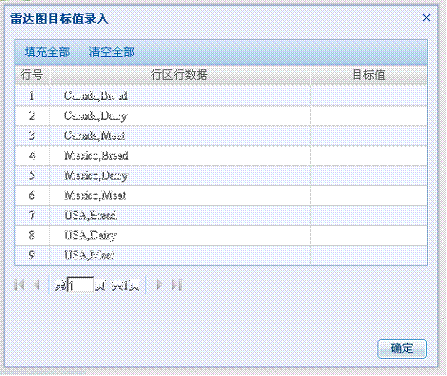 雷达图目标值录入
填充全部 清空全部
行号 行区行数据 目标值
1 Canada,Bread
2 Canada,Dairy
3 Canada,Meat
4 Mexico,Bread
5 Mexico,Dairy
6 Mexico,Meat
7 USA,Bread
8 USA,Dairy
9 USA,Meat
第1 页 共1页
确定